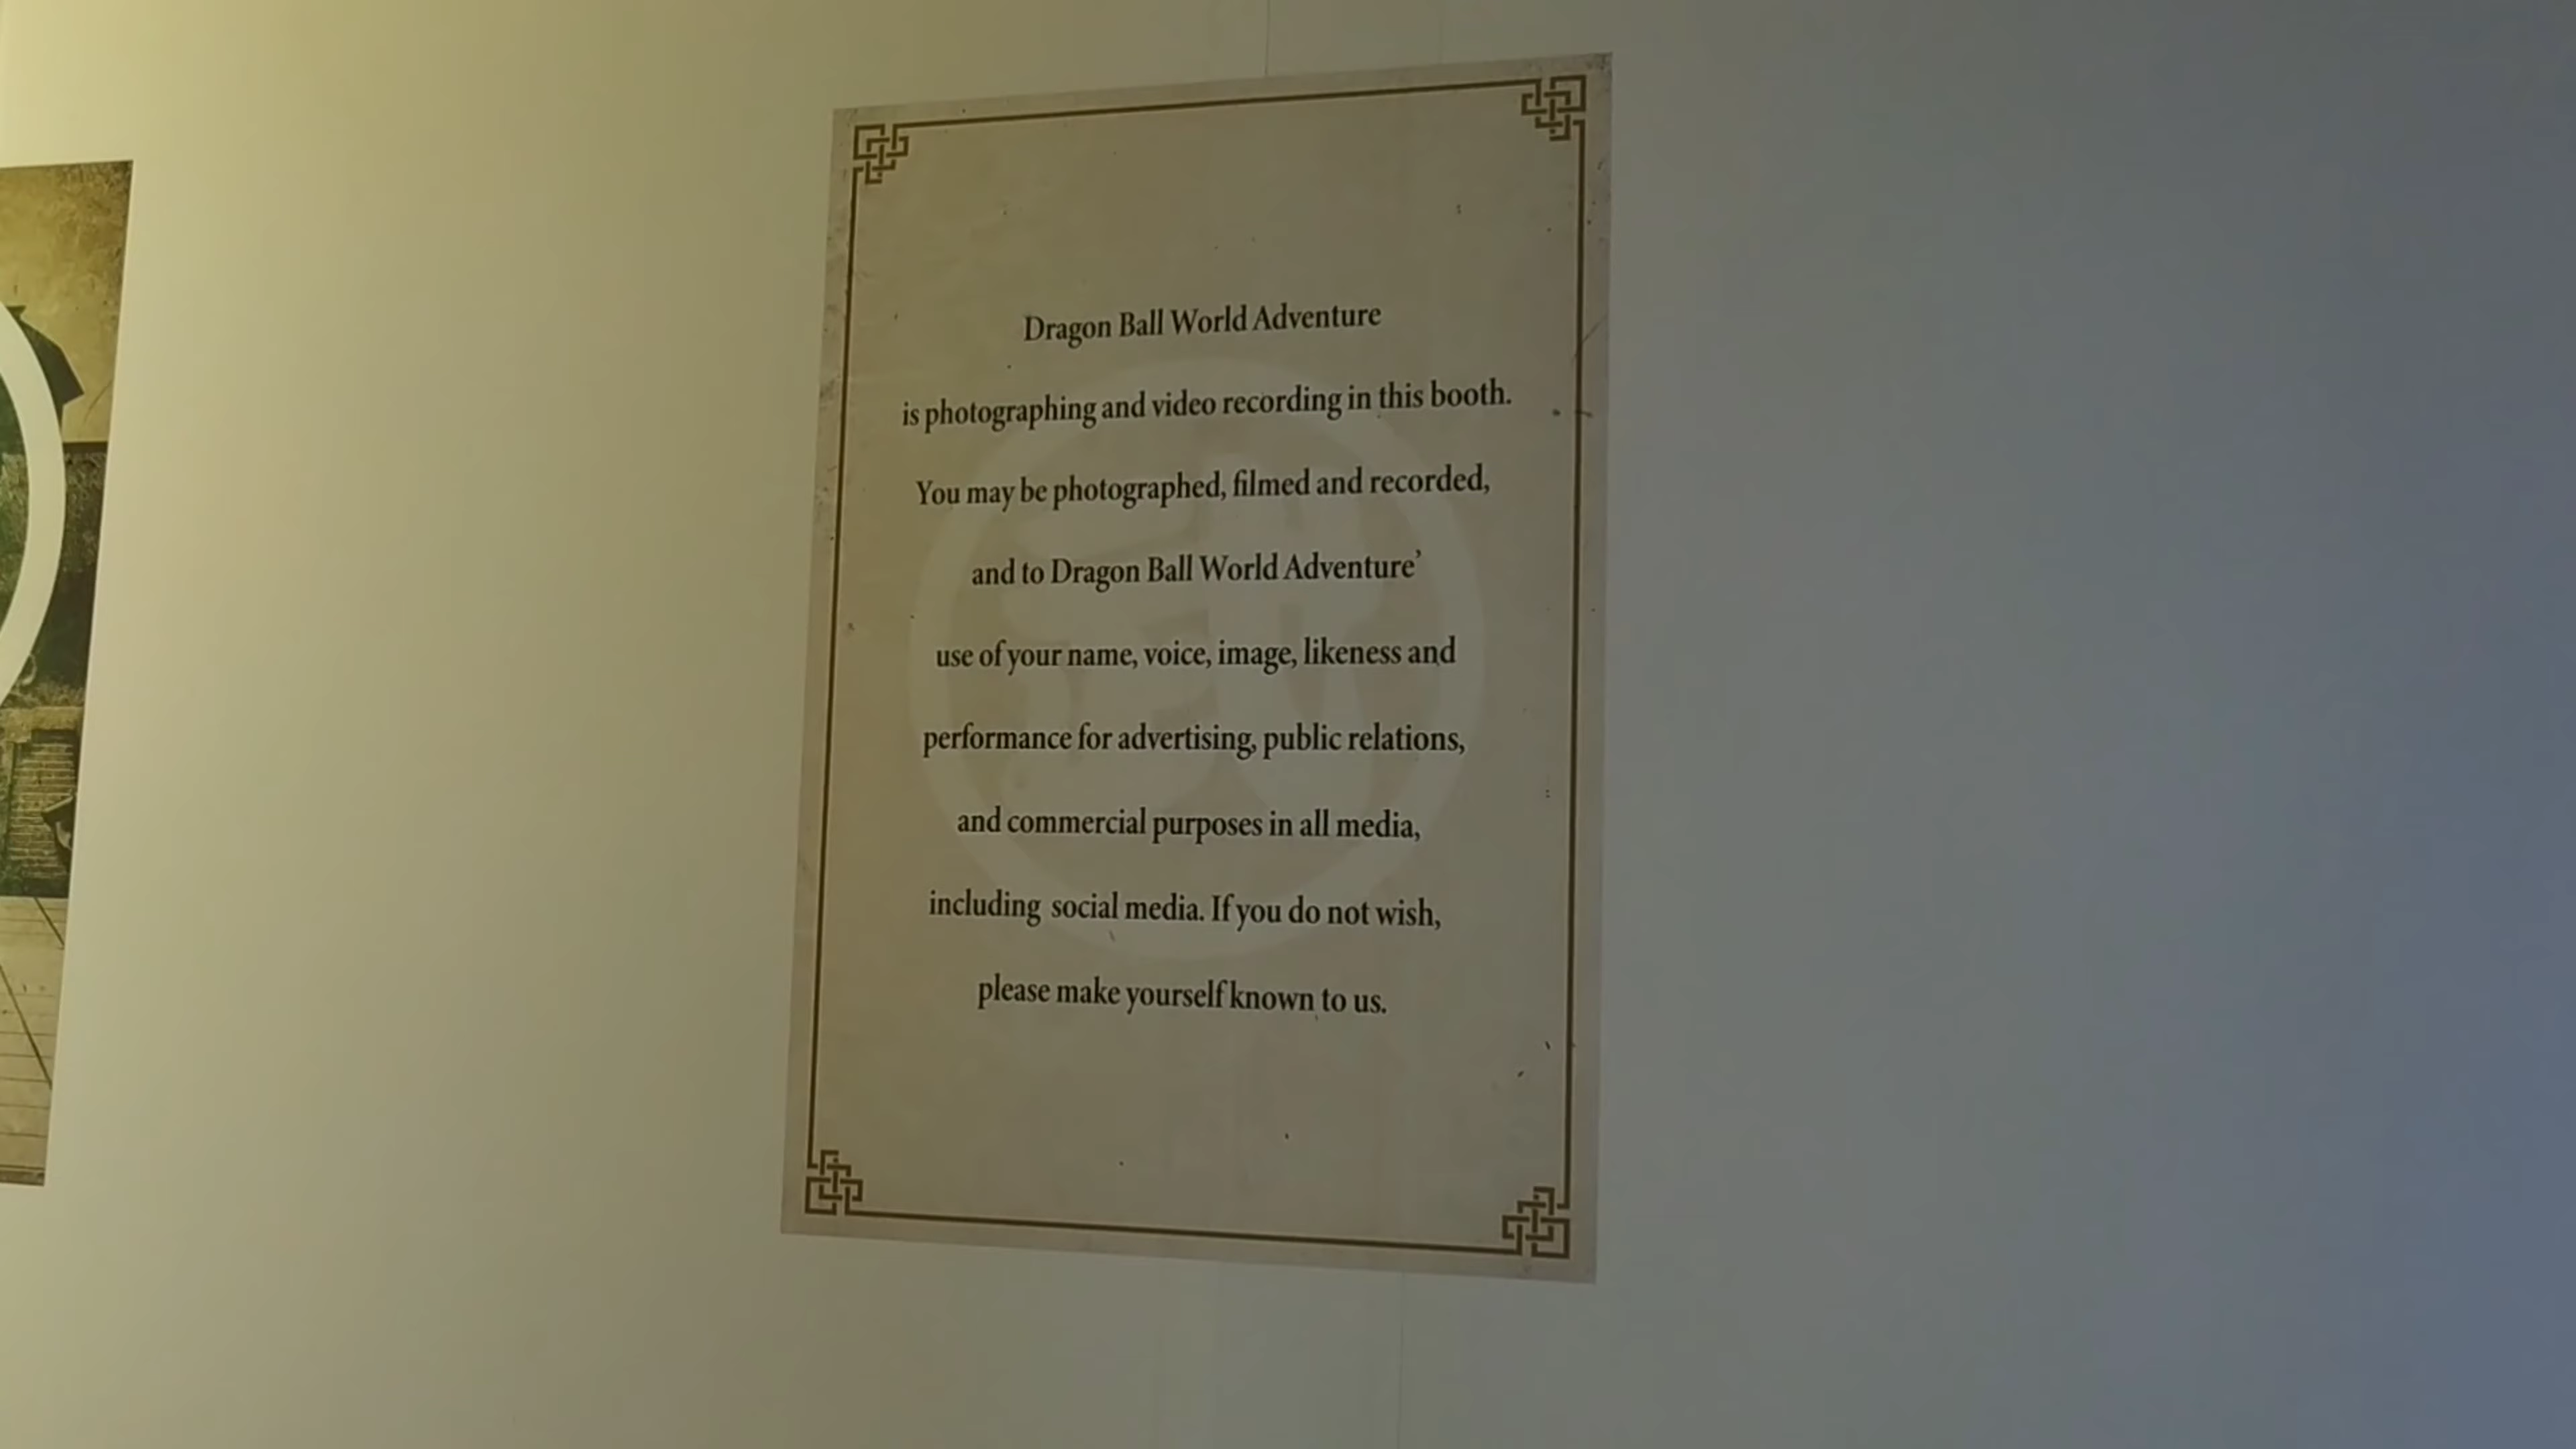 Dragon Ball World Adventure
is photographing and video recording in this booth.
You may be photographed, filmed and recorded,
and to Dragon Ball World Adventure’
use of your name, voice, image, likeness and
performance for advertising, public relations,
and commercial purposes in all media,
including social media. If you do not wish,
please make yourself known to us.